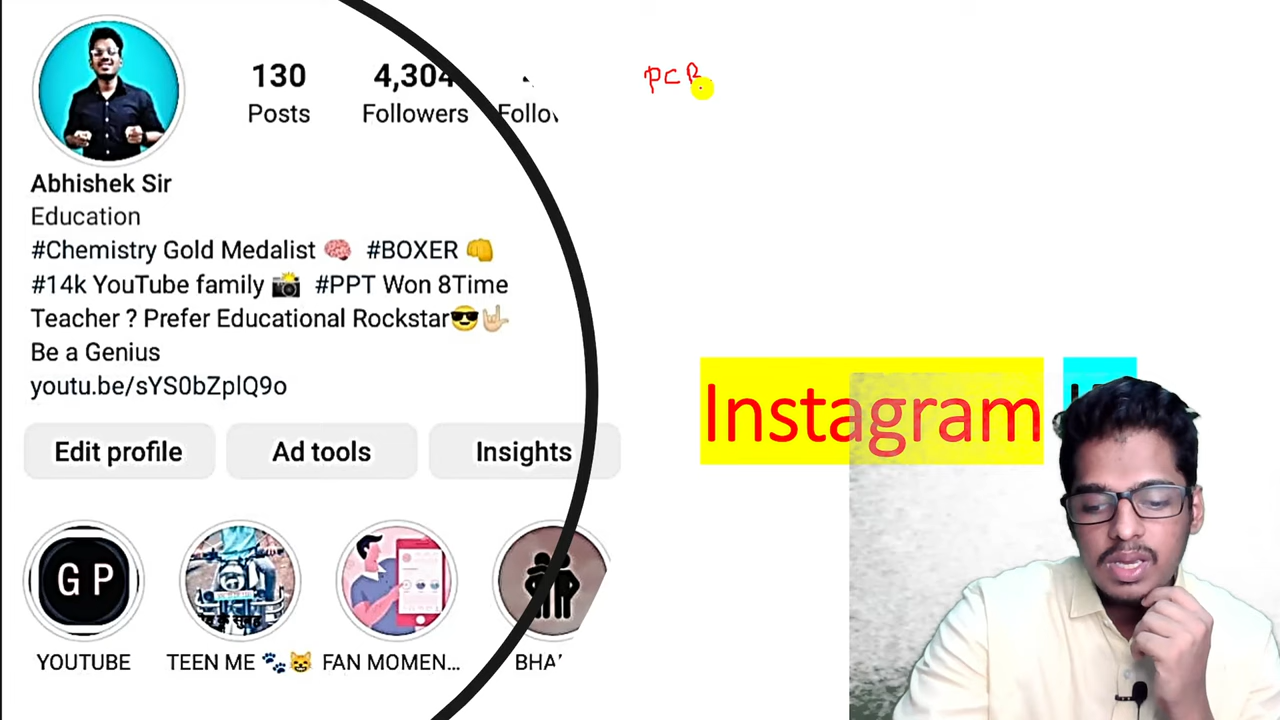 130
4,304
Posts
Followers
Abhishek Sir
Education
#Chemistry Gold Medalist 🧠 #BOXER 👊
#14k YouTube family 📸 #PPT Won 8Time
Teacher ? Prefer Educational Rockstar😎🤟🏻
Be a Genius
youtu.be/sYS0bZplQ9o
Edit profile
Ad tools
Insights
G P
YOUTUBE
TEEN ME 🐾😸
FAN MOMEN...
PCR
Instagram